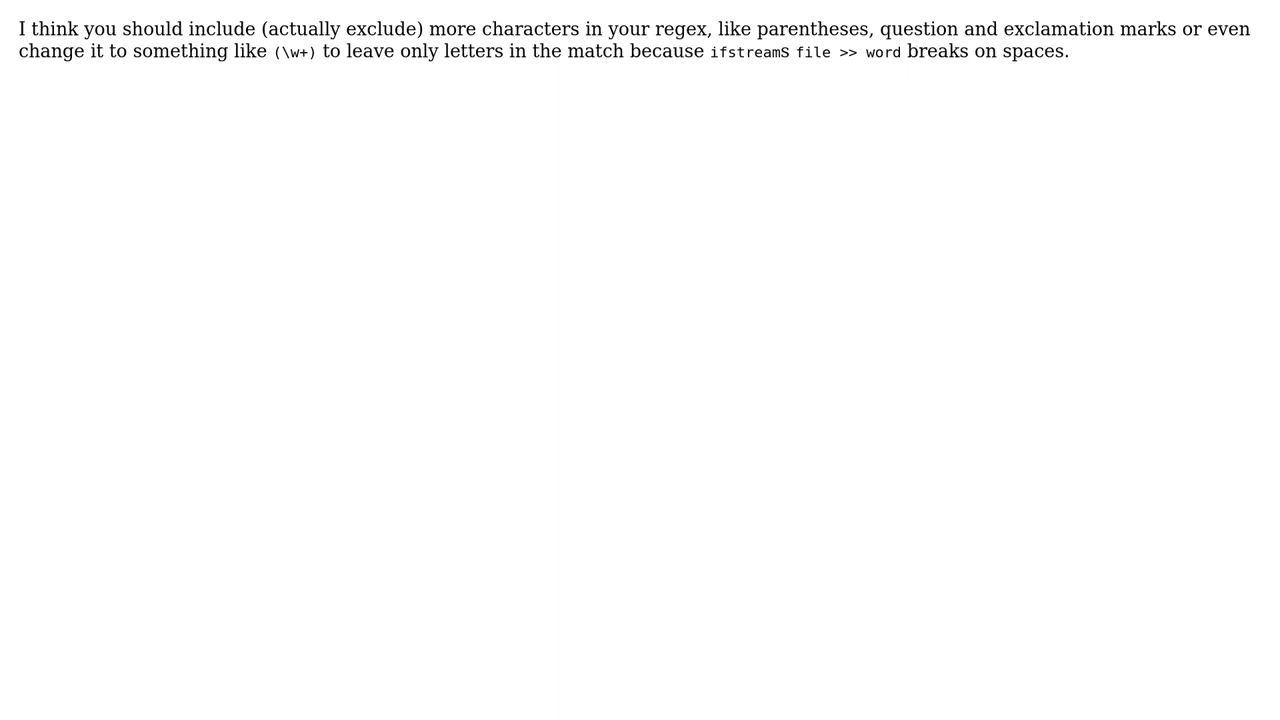 I think you should include (actually exclude) more characters in your regex, like parentheses, question and exclamation marks or even
change it to something like (\w+) to leave only letters in the match because ifstreams file >> word breaks on spaces.